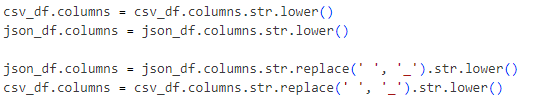 csv_df.columns = csv_df.columns.str.lower()
json_df.columns = json_df.columns.str.lower()
json_df.columns = json_df.columns.str.replace(' ', '_').str.lower()
csv_df.columns = csv_df.columns.str.replace(' ', '_').str.lower()